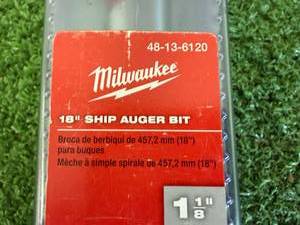 48-13-6120
Milwaukee
18" SHIP AUGER BIT
Broca de berbiqui de 457,2 mm (18")
para buques
Mèche à simple spirale de 457,2 mm (18")
1 1/8